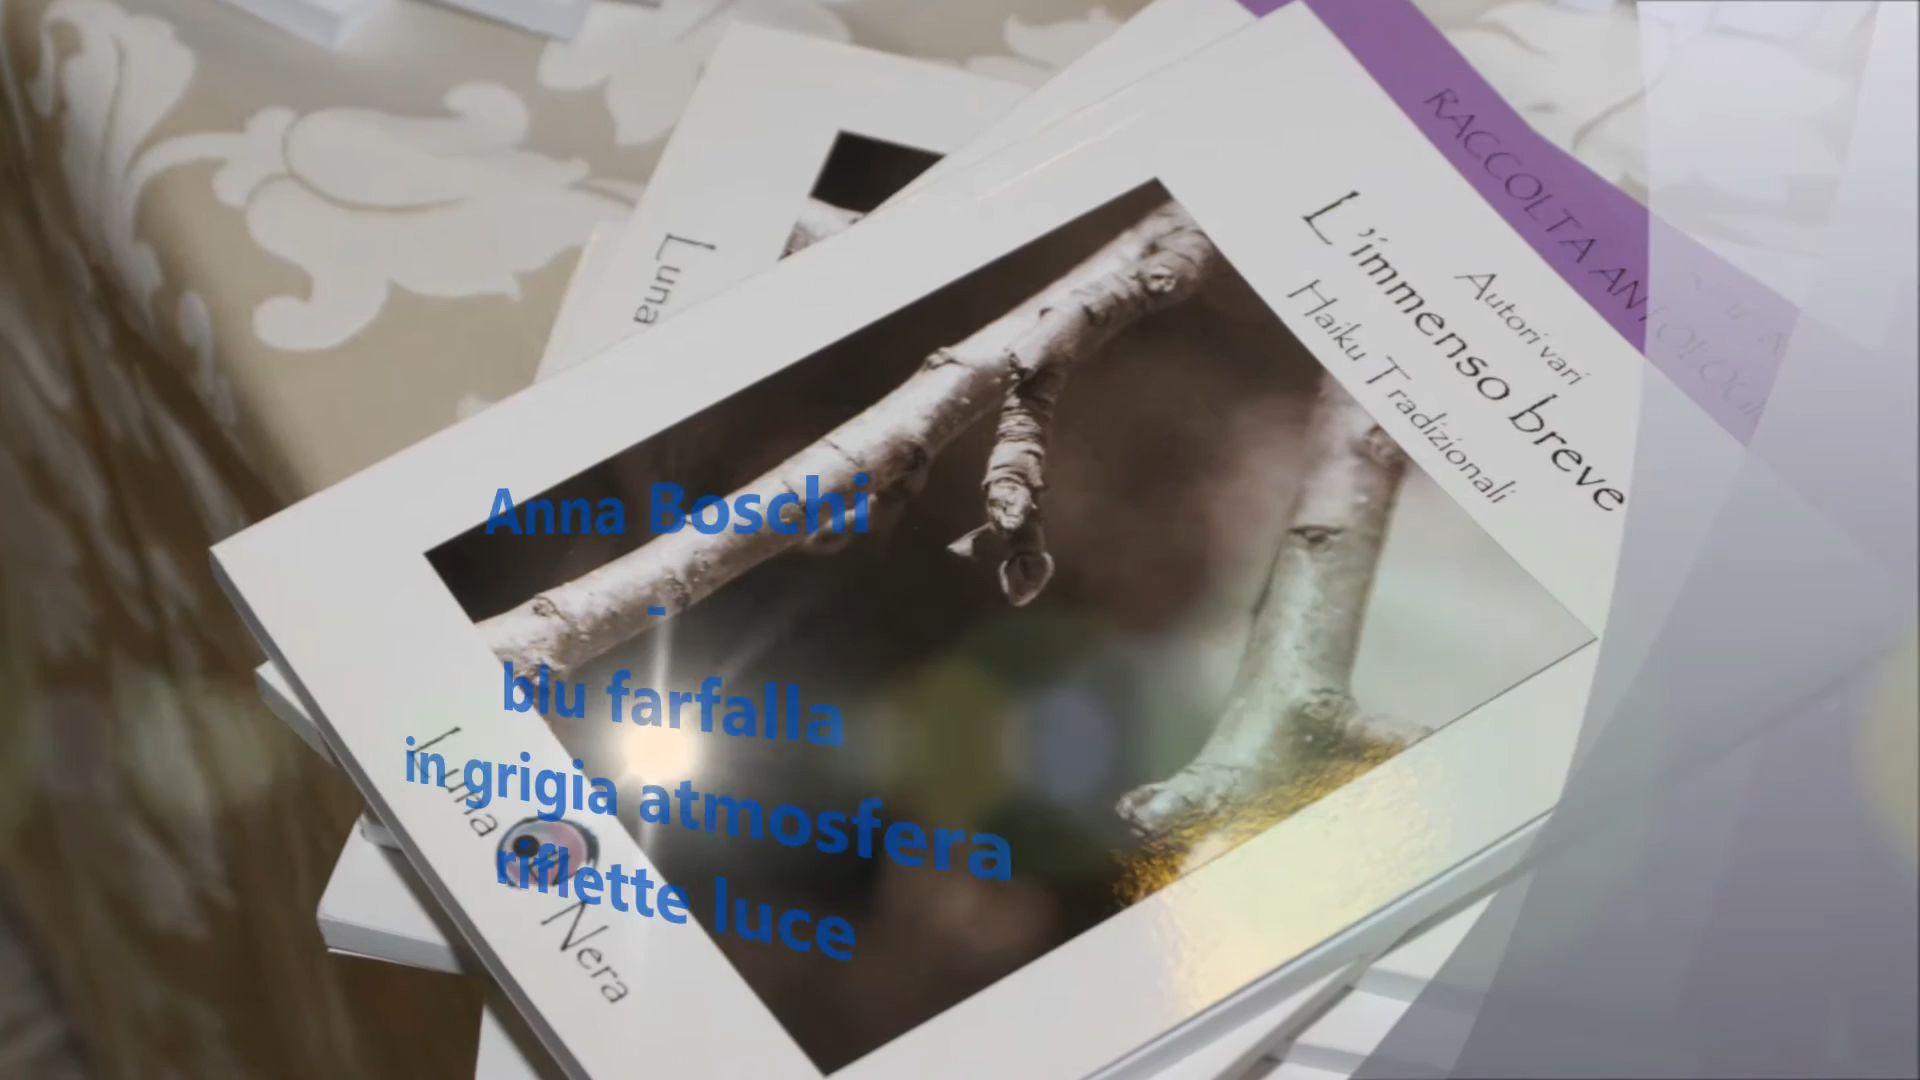 RACCOLTA ANTOLOGI
Autori vari
L'immenso breve
Haiku Tradizionali
Luna
Anna Boschi
-
blu farfalla
in grigia atmosfera
riflette luce
Luna Nera